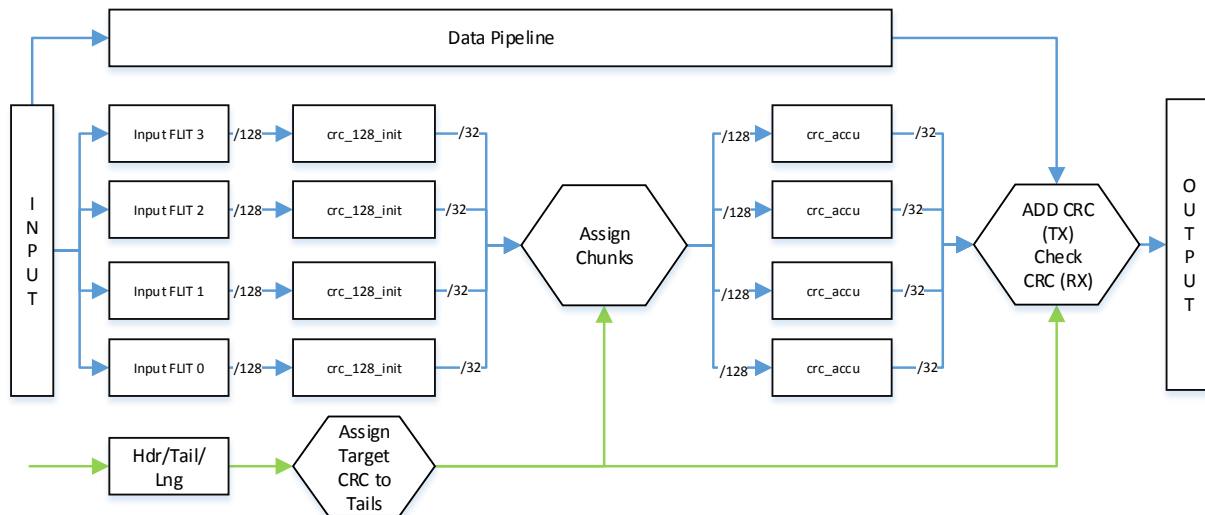 Data Pipeline
I
N
P
U
T
Input FLIT 3
/128
crc_128_init
/32
Input FLIT 2
/128
crc_128_init
/32
Input FLIT 1
/128
crc_128_init
/32
Input FLIT 0
/128
crc_128_init
/32
Assign
Chunks
/128
crc_accu
/32
/128
crc_accu
/32
/128
crc_accu
/32
/128
crc_accu
/32
ADD CRC
(TX)
Check
CRC (RX)
O
U
T
P
U
T
Hdr/Tail/
Lng
Assign
Target
CRC to
Tails